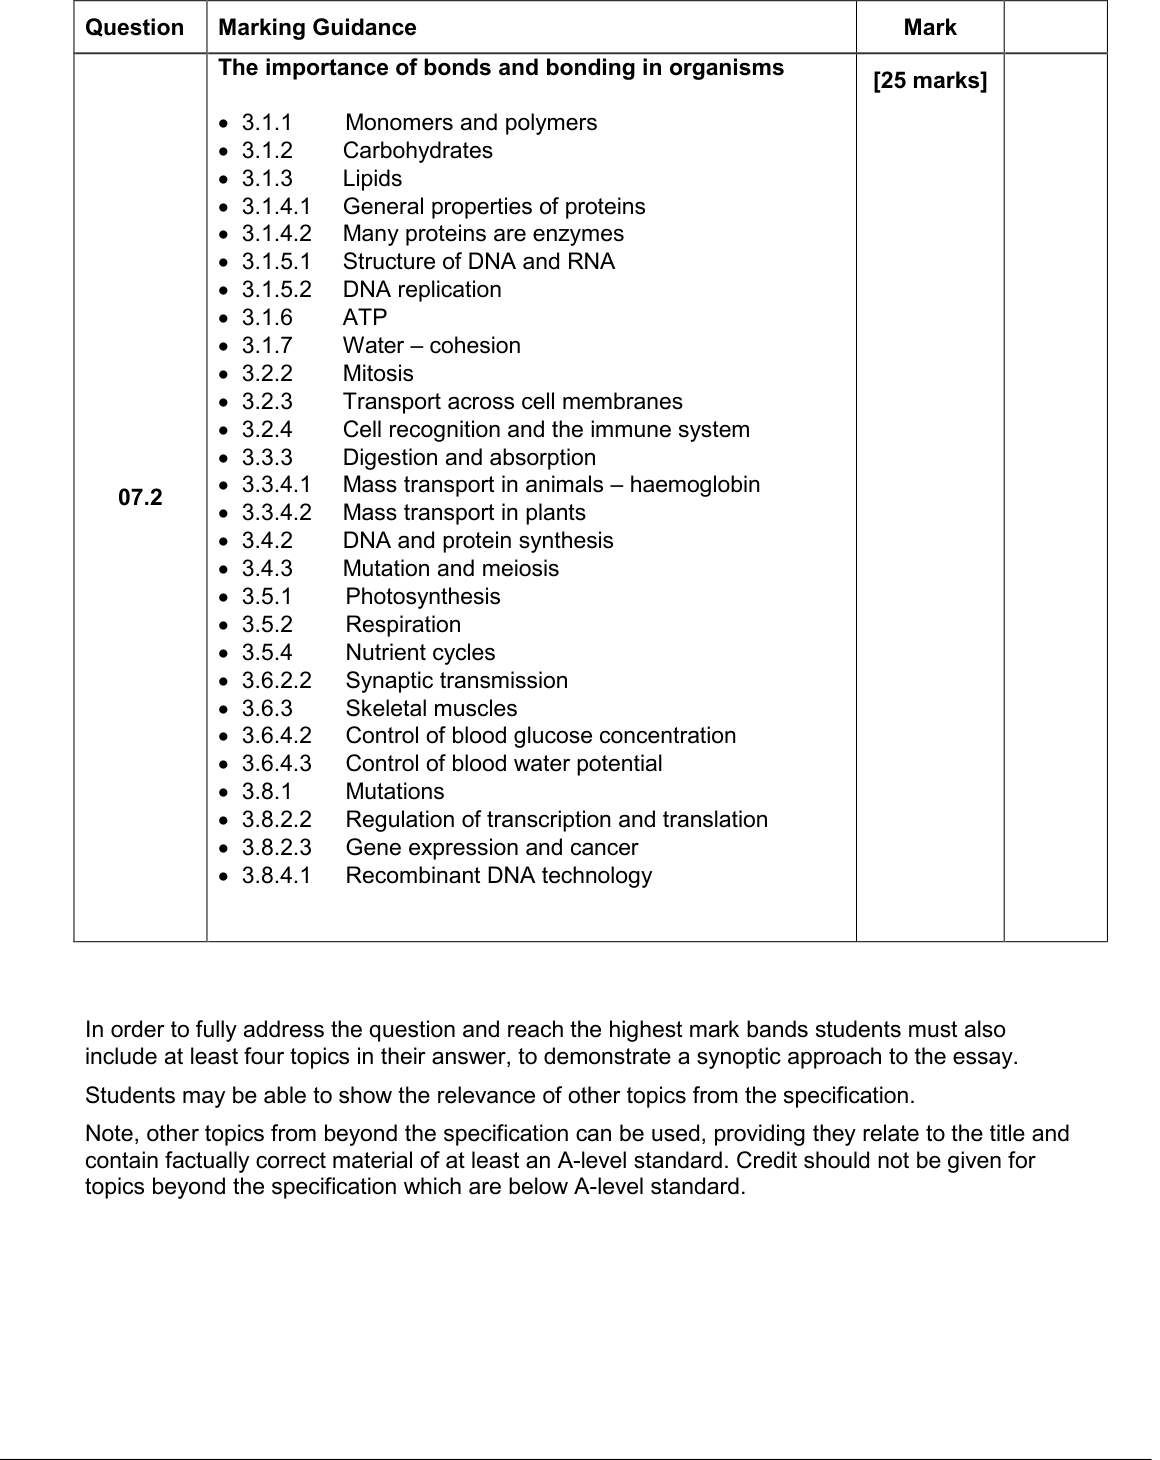 Question Marking Guidance Mark
The importance of bonds and bonding in organisms
[25 marks]
• 3.1.1 Monomers and polymers
• 3.1.2 Carbohydrates
• 3.1.3 Lipids
• 3.1.4.1 General properties of proteins
• 3.1.4.2 Many proteins are enzymes
• 3.1.5.1 Structure of DNA and RNA
• 3.1.5.2 DNA replication
• 3.1.6 ATP
• 3.1.7 Water – cohesion
• 3.2.2 Mitosis
• 3.2.3 Transport across cell membranes
• 3.2.4 Cell recognition and the immune system
• 3.3.3 Digestion and absorption
• 3.3.4.1 Mass transport in animals – haemoglobin
07.2
• 3.3.4.2 Mass transport in plants
• 3.4.2 DNA and protein synthesis
• 3.4.3 Mutation and meiosis
• 3.5.1 Photosynthesis
• 3.5.2 Respiration
• 3.5.4 Nutrient cycles
• 3.6.2.2 Synaptic transmission
• 3.6.3 Skeletal muscles
• 3.6.4.2 Control of blood glucose concentration
• 3.6.4.3 Control of blood water potential
• 3.8.1 Mutations
• 3.8.2.2 Regulation of transcription and translation
• 3.8.2.3 Gene expression and cancer
• 3.8.4.1 Recombinant DNA technology
In order to fully address the question and reach the highest mark bands students must also
include at least four topics in their answer, to demonstrate a synoptic approach to the essay.
Students may be able to show the relevance of other topics from the specification.
Note, other topics from beyond the specification can be used, providing they relate to the title and
contain factually correct material of at least an A-level standard. Credit should not be given for
topics beyond the specification which are below A-level standard.